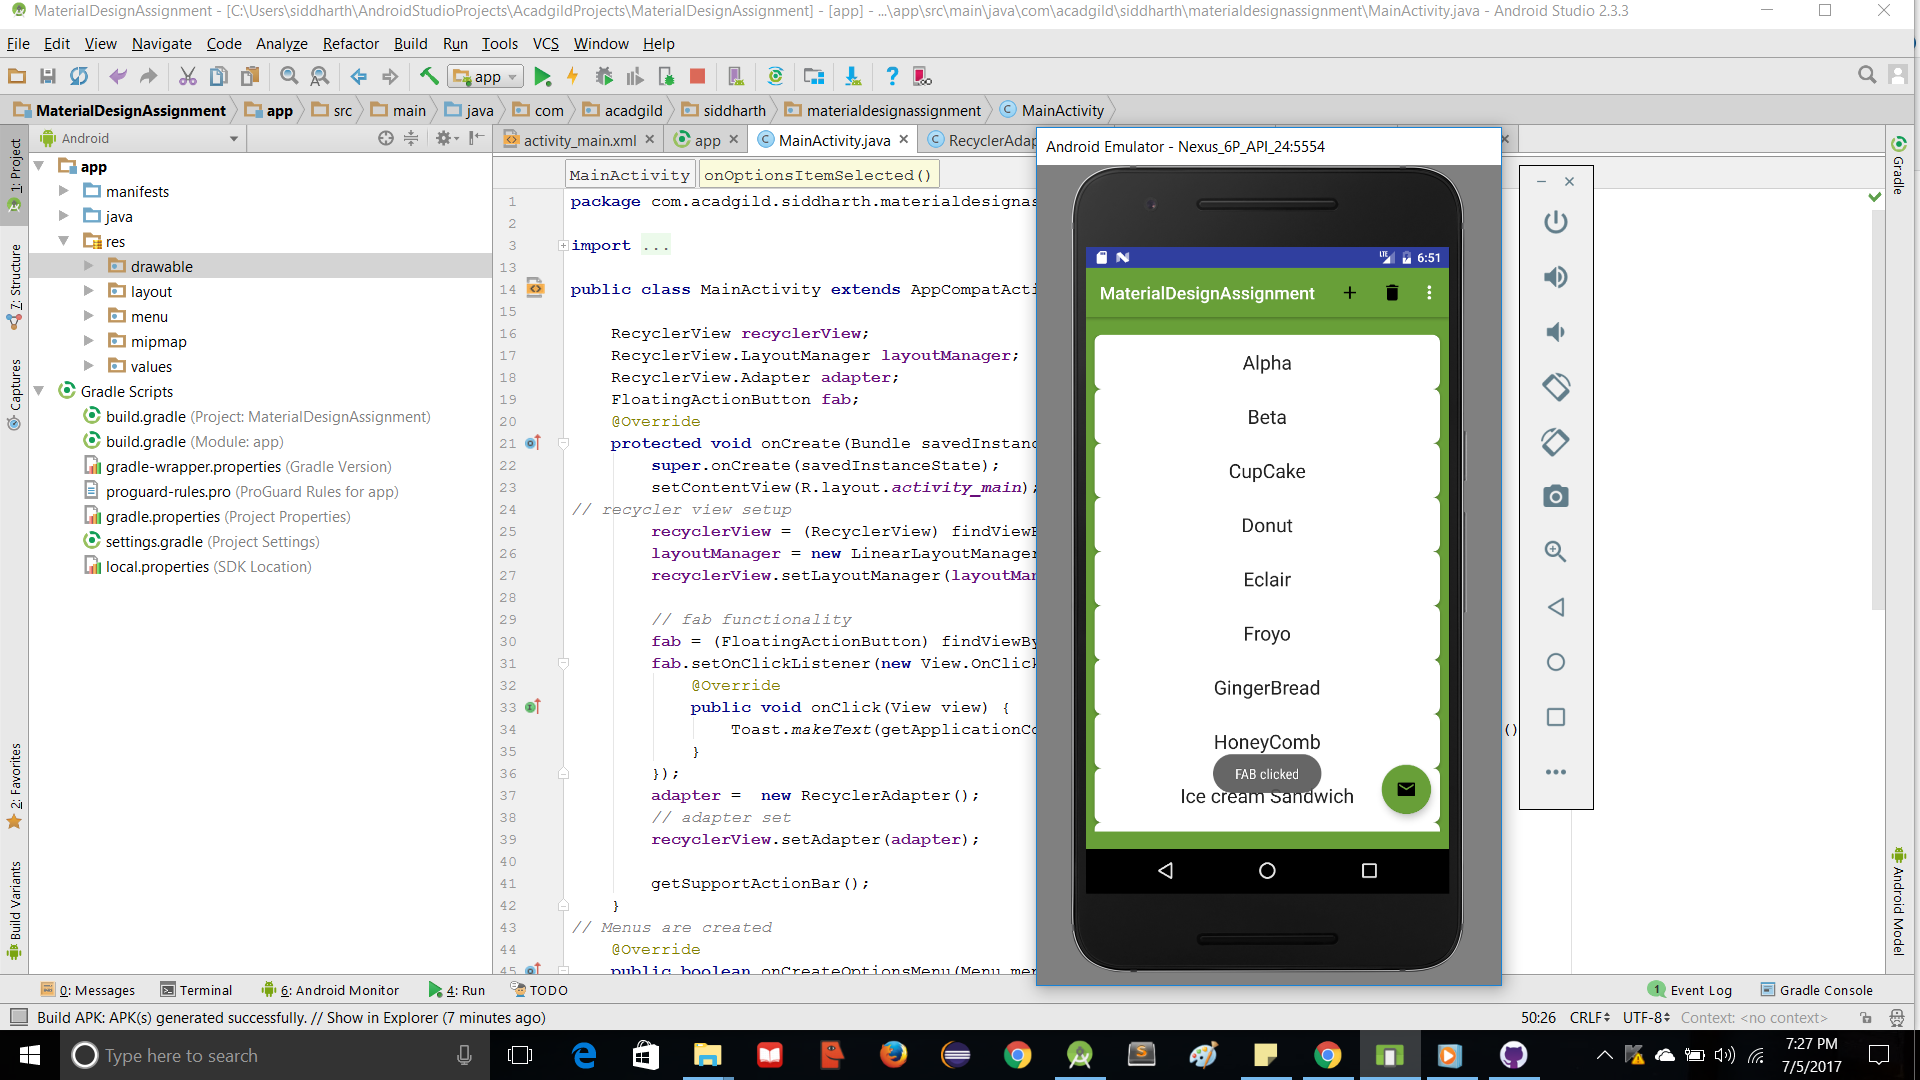 MaterialDesignAssignment - [C:\Users\siddharth\AndroidStudioProjects\AcadgildProjects\MaterialDesignAssignment] - [app] - ...\app\src\main\java\com\acadgild\siddharth\materialdesignassignment\MainActivity.java - Android Studio 2.3.3
File Edit View Navigate Code Analyze Refactor Build Run Tools VCS Window Help
app
MaterialDesignAssignment app src main java com acadgild siddharth materialdesignassignment MainActivity
Android
activity_main.xml app MainActivity.java RecyclerAdap
1: Project
7: Structure
Captures
2: Favorites
Build Variants
app
manifests
java
res
drawable
layout
menu
mipmap
values
Gradle Scripts
build.gradle (Project: MaterialDesignAssignment)
build.gradle (Module: app)
gradle-wrapper.properties (Gradle Version)
proguard-rules.pro (ProGuard Rules for app)
gradle.properties (Project Properties)
settings.gradle (Project Settings)
local.properties (SDK Location)
MainActivity onOptionsItemSelected()
1 package com.acadgild.siddharth.materialdesignas
2
3 import ...
13
14 public class MainActivity extends AppCompatActi
15
16 RecyclerView recyclerView;
17 RecyclerView.LayoutManager layoutManager;
18 RecyclerView.Adapter adapter;
19 FloatingActionButton fab;
20 @Override
21 protected void onCreate(Bundle savedInstanc
22 super.onCreate(savedInstanceState);
23 setContentView(R.layout.activity_main);
24 // recycler view setup
25 recyclerView = (RecyclerView) findViewB
26 layoutManager = new LinearLayoutManager
27 recyclerView.setLayoutManager(layoutMan
28
29 // fab functionality
30 fab = (FloatingActionButton) findViewBy
31 fab.setOnClickListener(new View.OnClick
32 @Override
33 public void onClick(View view) {
34 Toast.makeText(getApplicationCo ()
35 }
36 });
37 adapter = new RecyclerAdapter();
38 // adapter set
39 recyclerView.setAdapter(adapter);
40
41 getSupportActionBar();
42 }
43 // Menus are created
44 @Override
45 public boolean onCreateOptionsMenu(Menu men
Android Emulator - Nexus_6P_API_24:5554
LTE 6:51
MaterialDesignAssignment
Alpha
Beta
CupCake
Donut
Eclair
Froyo
GingerBread
HoneyComb
FAB clicked
Ice cream Sandwich
Gradle
Android Model
0: Messages Terminal 6: Android Monitor 4: Run TODO 1 Event Log Gradle Console
Build APK: APK(s) generated successfully. // Show in Explorer (7 minutes ago) 50:26 CRLF UTF-8 Context: <no context>
Type here to search
7:27 PM
7/5/2017